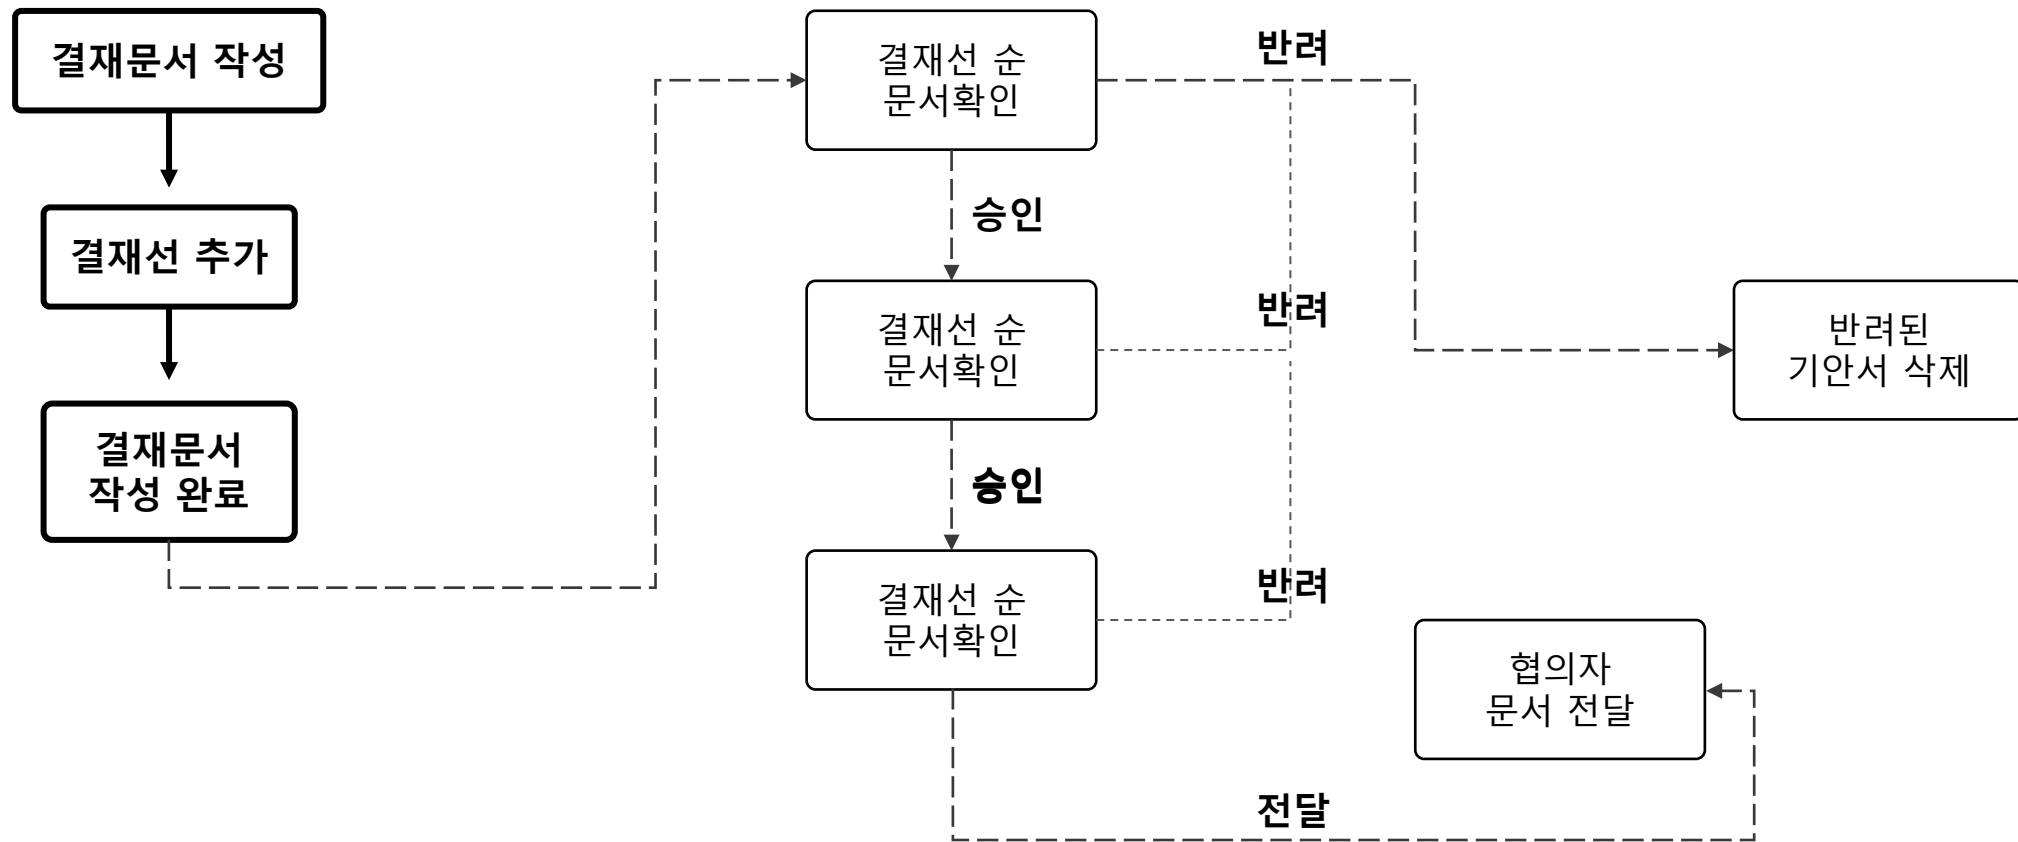 결재문서 작성
결재선 추가
결재문서
작성 완료
결재선 순
문서확인
반려
승인
결재선 순
문서확인
반려
반려된
기안서 삭제
승인
결재선 순
문서확인
반려
협의자
문서 전달
전달